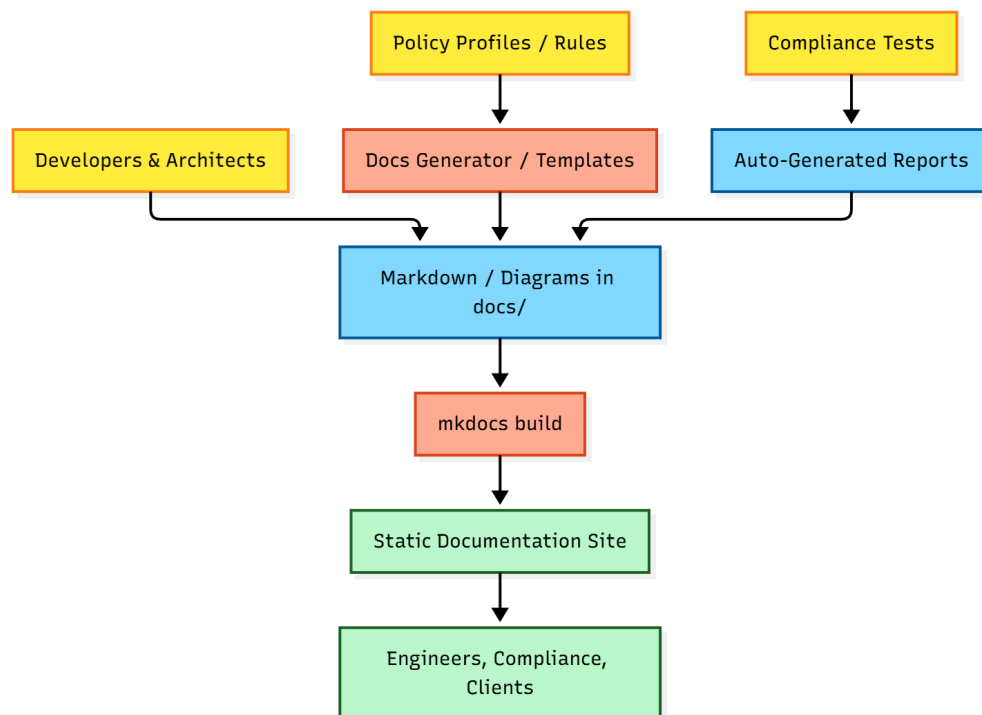 Policy Profiles / Rules
Compliance Tests
Developers & Architects
Docs Generator / Templates
Auto-Generated Reports
Markdown / Diagrams in
docs/
mkdocs build
Static Documentation Site
Engineers, Compliance,
Clients